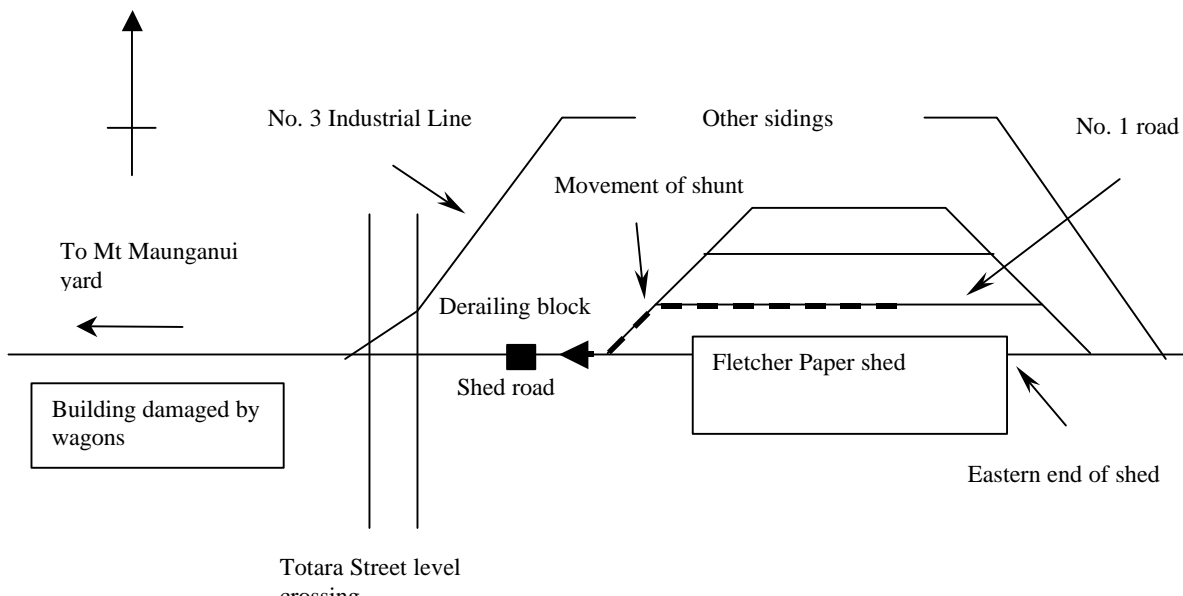 No. 3 Industrial Line
Other sidings
No. 1 road
Movement of shunt
To Mt Maunganui
yard
Derailing block
Shed road
Fletcher Paper shed
Building damaged by
wagons
Eastern end of shed
Totara Street level
crossing